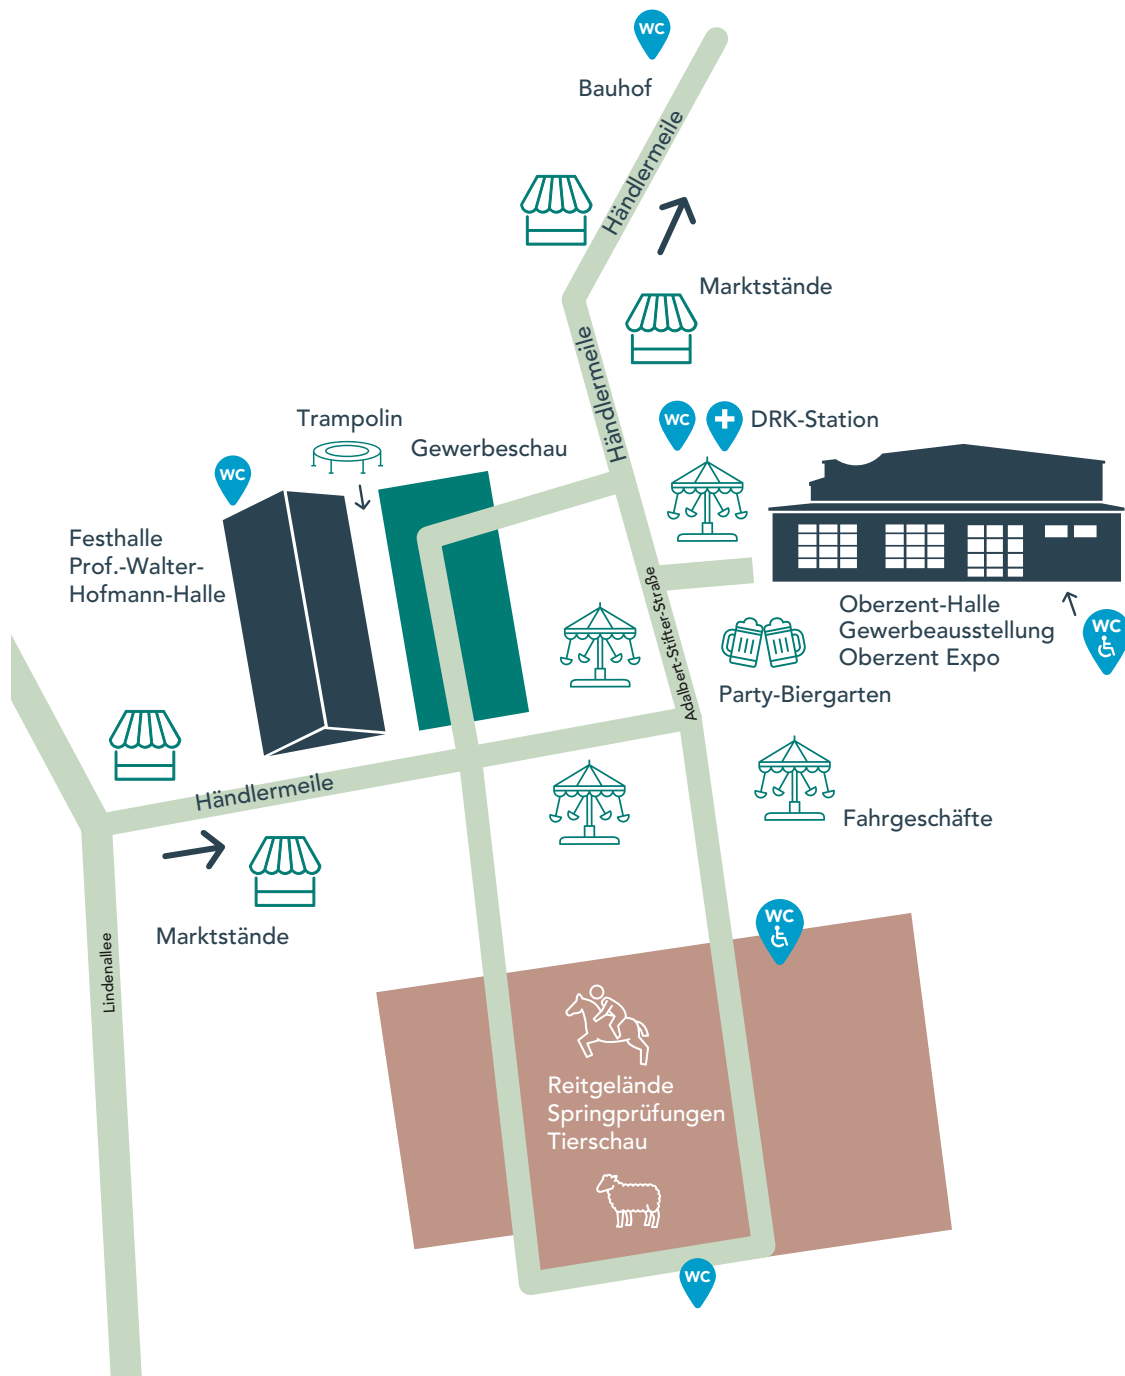 WC
Bauhof
Händlermeile
Marktstände
Händlermeile
Trampolin
Gewerbeschau
WC
DRK-Station
WC
Festhalle
Prof.-Walter-
Hofmann-Halle
Adalbert-Stifter-Straße
Oberzent-Halle
Gewerbeausstellung
Oberzent Expo
WC
Party-Biergarten
Händlermeile
Fahrgeschäfte
Marktstände
Lindenallee
WC
Reitgelände
Springprüfungen
Tierschau
WC